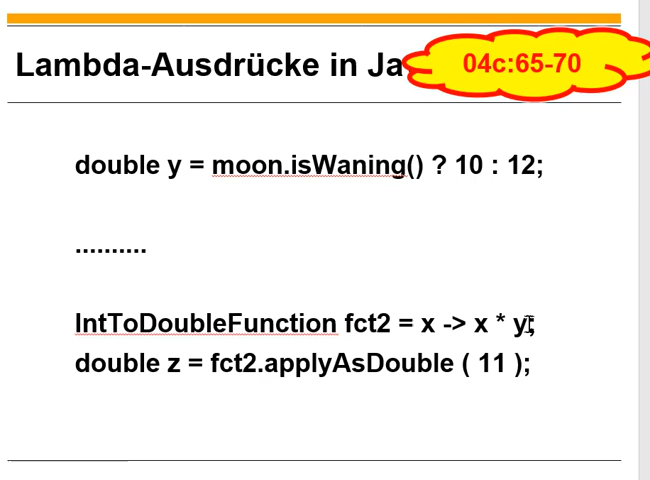 Lambda-Ausdrücke in Ja
04c:65-70
double y = moon.isWaning() ? 10 : 12;
..........
IntToDoubleFunction fct2 = x -> x * y;
double z = fct2.applyAsDouble ( 11 );